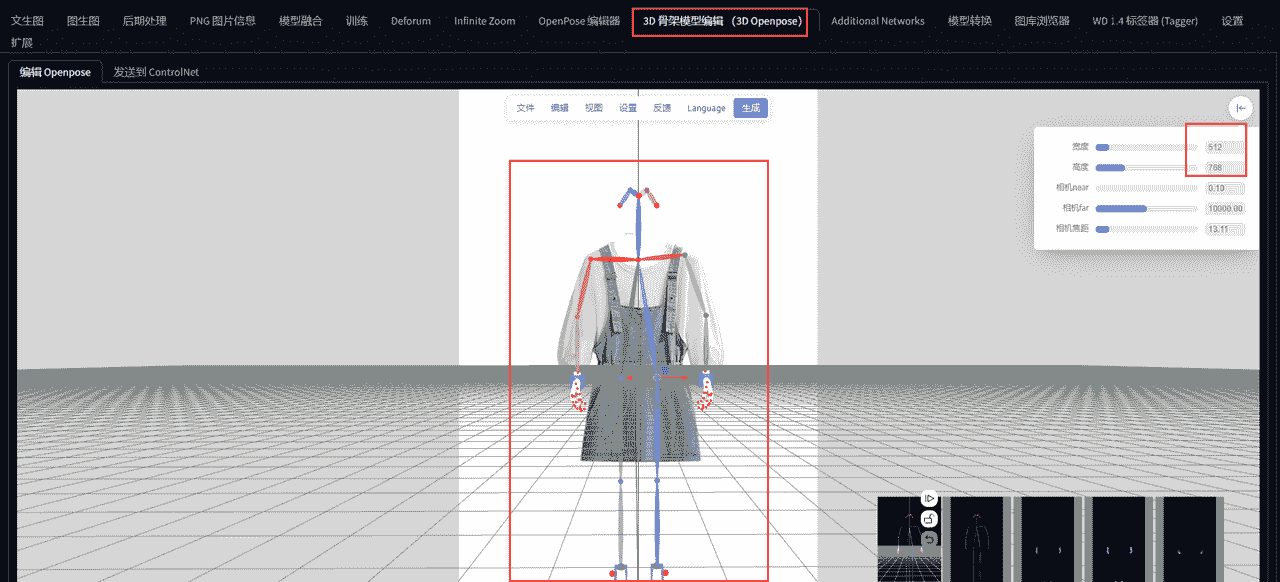 文生图 图生图 后期处理 PNG 图片信息 模型融合 训练 Deforum Infinite Zoom OpenPose 编辑器 3D 骨架模型编辑 (3D Openpose) Additional Networks 模型转换 图库浏览器 WD 1.4 标签器 (Tagger) 设置
扩展
编辑 Openpose 发送到 ControlNet
文件 编辑 视图 设置 反馈 Language 生成
宽度 512
高度 768
相机near 0.10
相机far 10000.00
相机焦距 13.11